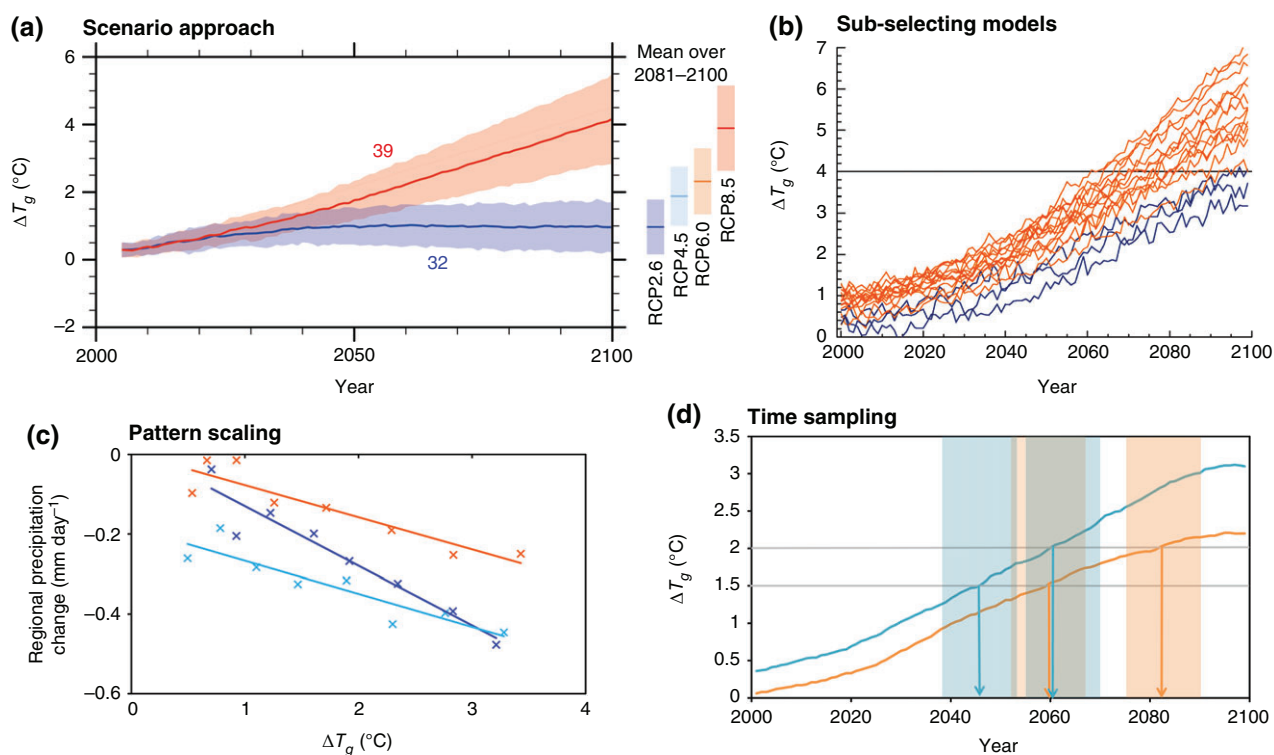 (a) Scenario approach
6
4
2
0
−2
ΔTg (°C)
39
32
2000
2050
2100
Year
Mean over
2081–2100
RCP2.6
RCP4.5
RCP6.0
RCP8.5
(b) Sub-selecting models
7
6
5
4
3
2
1
0
ΔTg (°C)
2000
2020
2040
2060
2080
2100
Year
(c) Pattern scaling
0
−0.2
−0.4
−0.6
Regional precipitation
change (mm day−1)
0
1
2
3
4
ΔTg (°C)
(d) Time sampling
3.5
3
2.5
2
1.5
1
0.5
0
ΔTg (°C)
2000
2020
2040
2060
2080
2100
Year